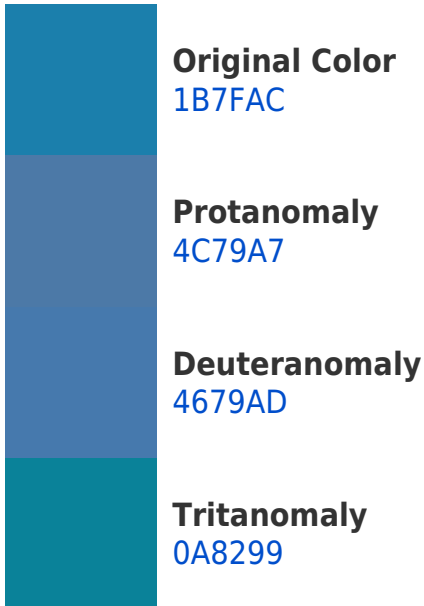 Original Color
1B7FAC
Protanomaly
4C79A7
Deuteranomaly
4679AD
Tritanomaly
0A8299